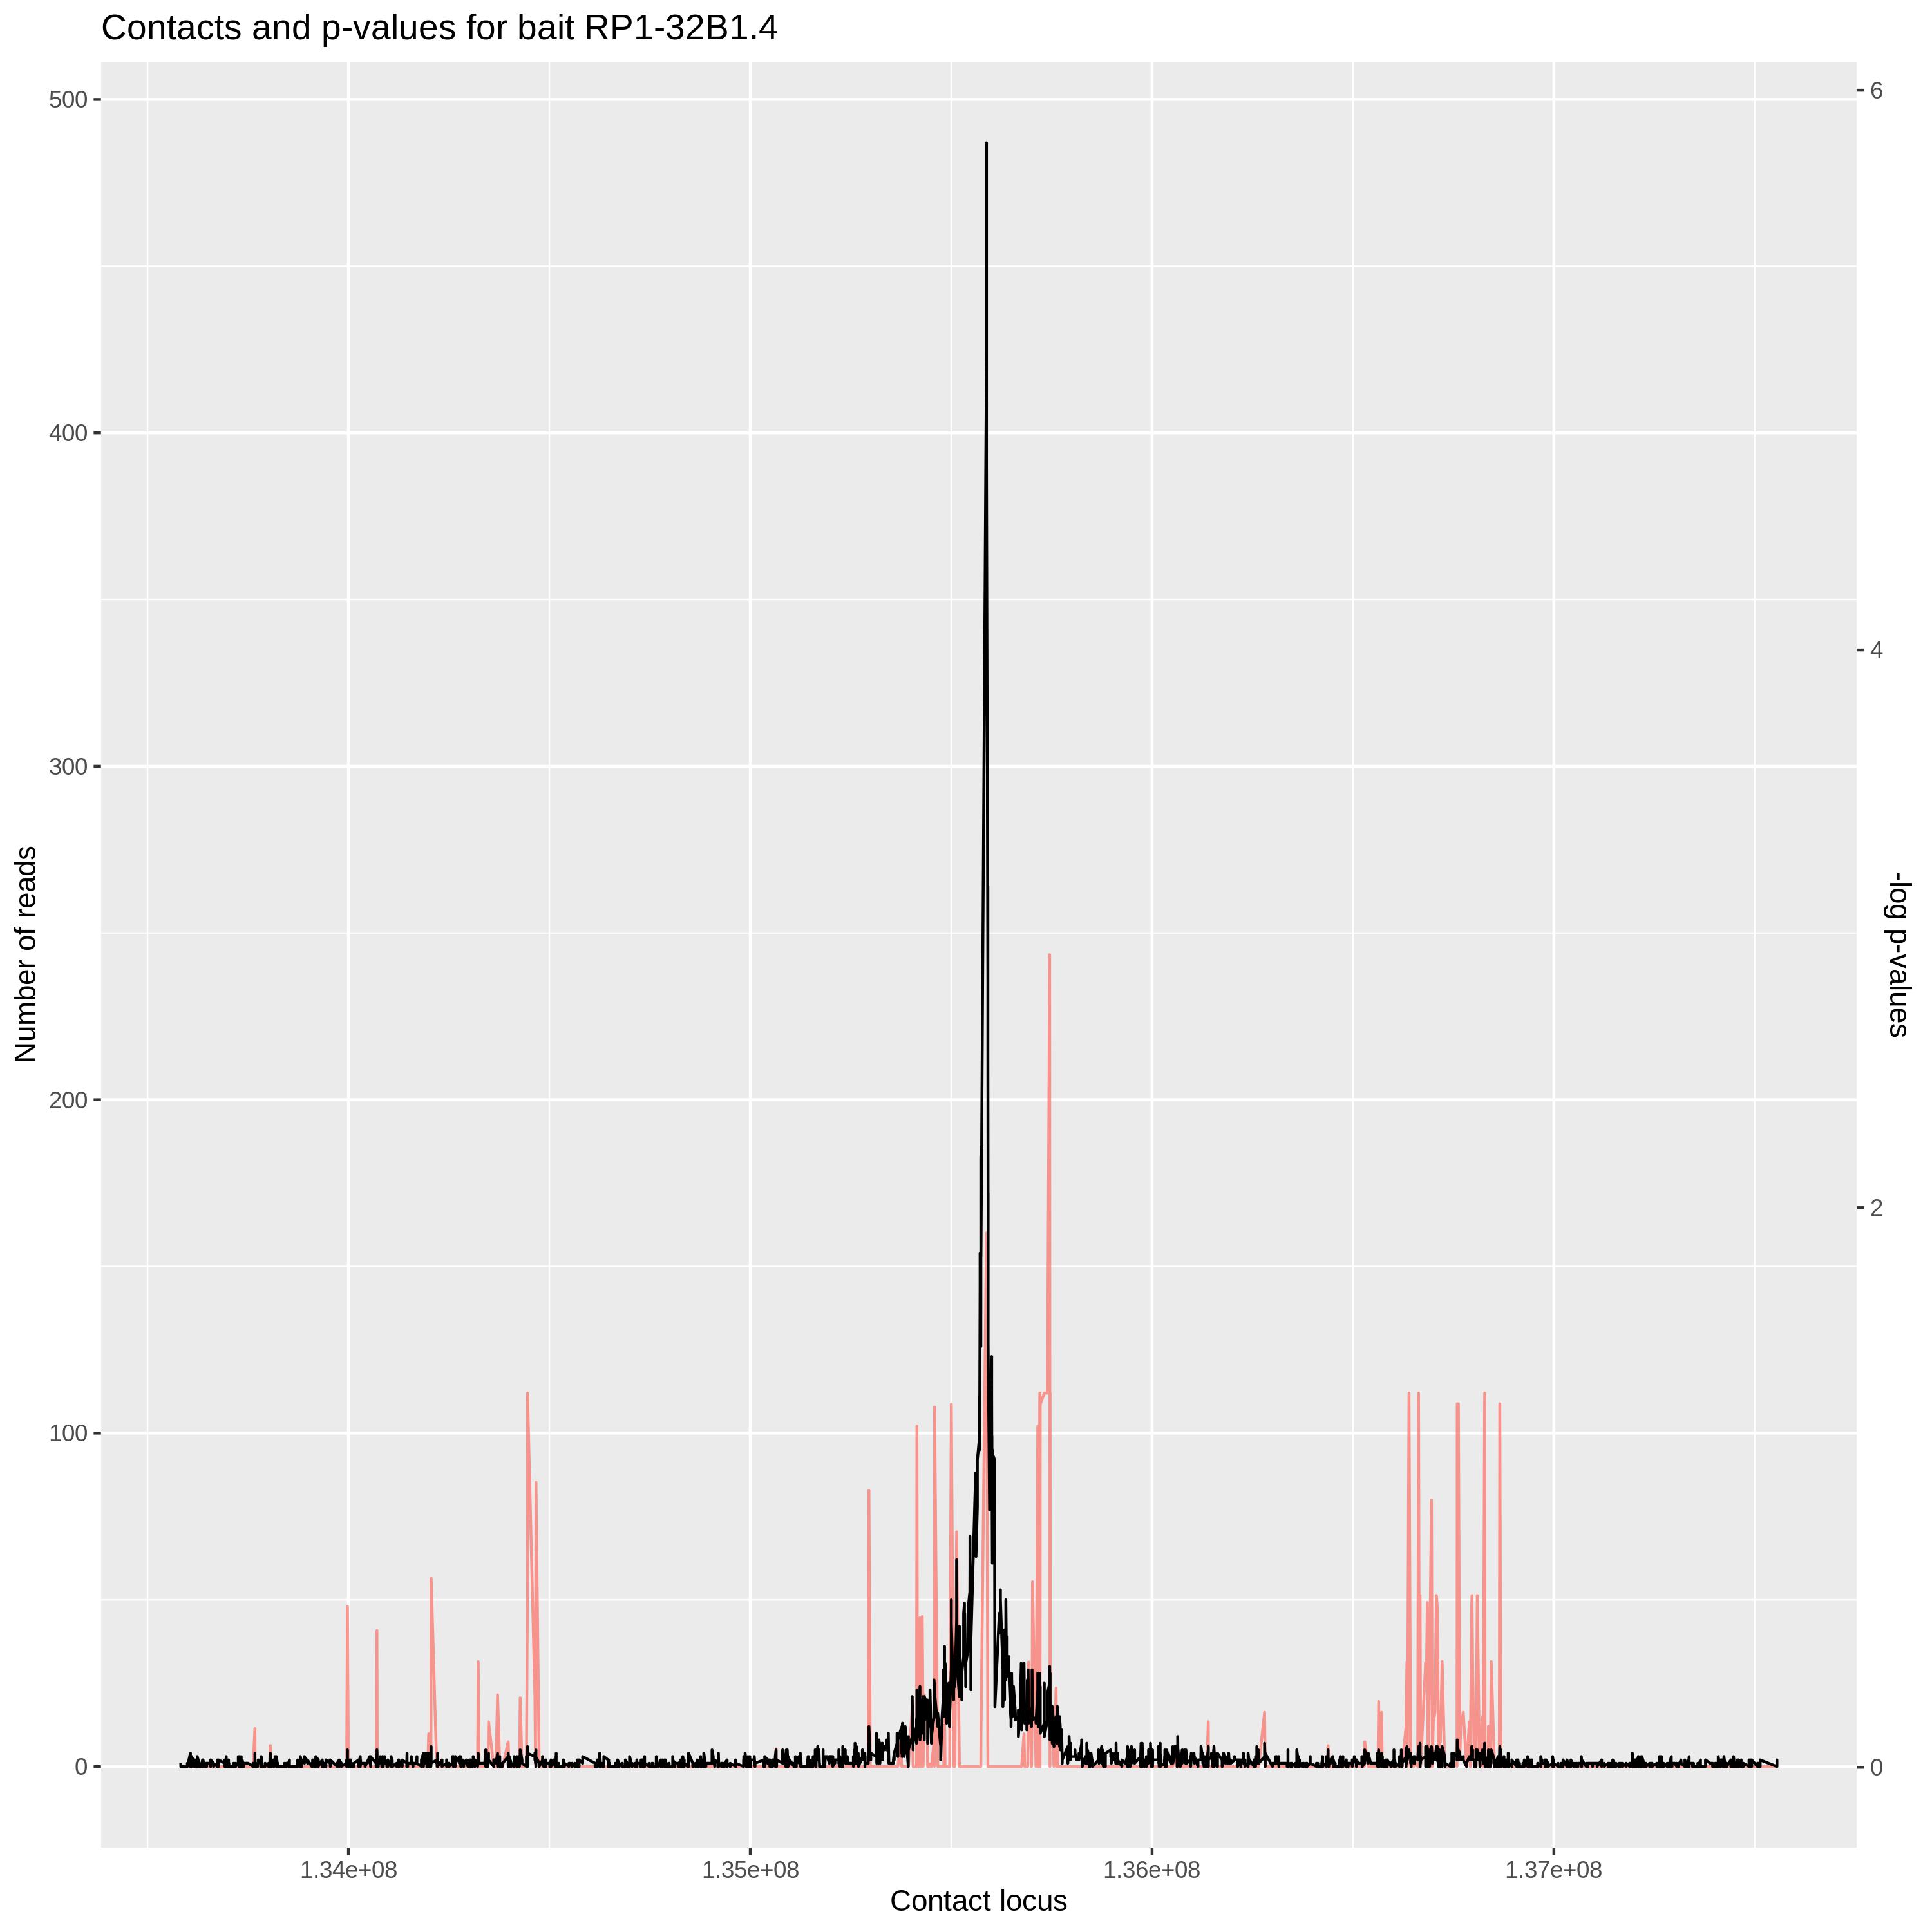 Contacts and p-values for bait RP1-32B1.4
500
400
300
200
100
0
Number of reads
6
4
2
0
-log p-values
1.34e+08
1.35e+08
1.36e+08
1.37e+08
Contact locus